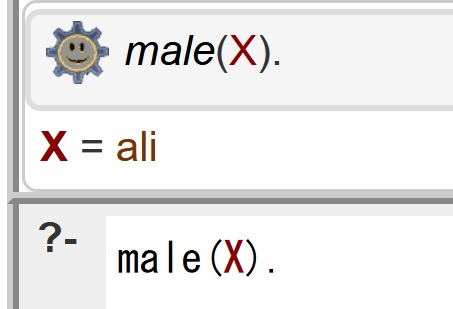 male(X).
X = ali
?- male(X).